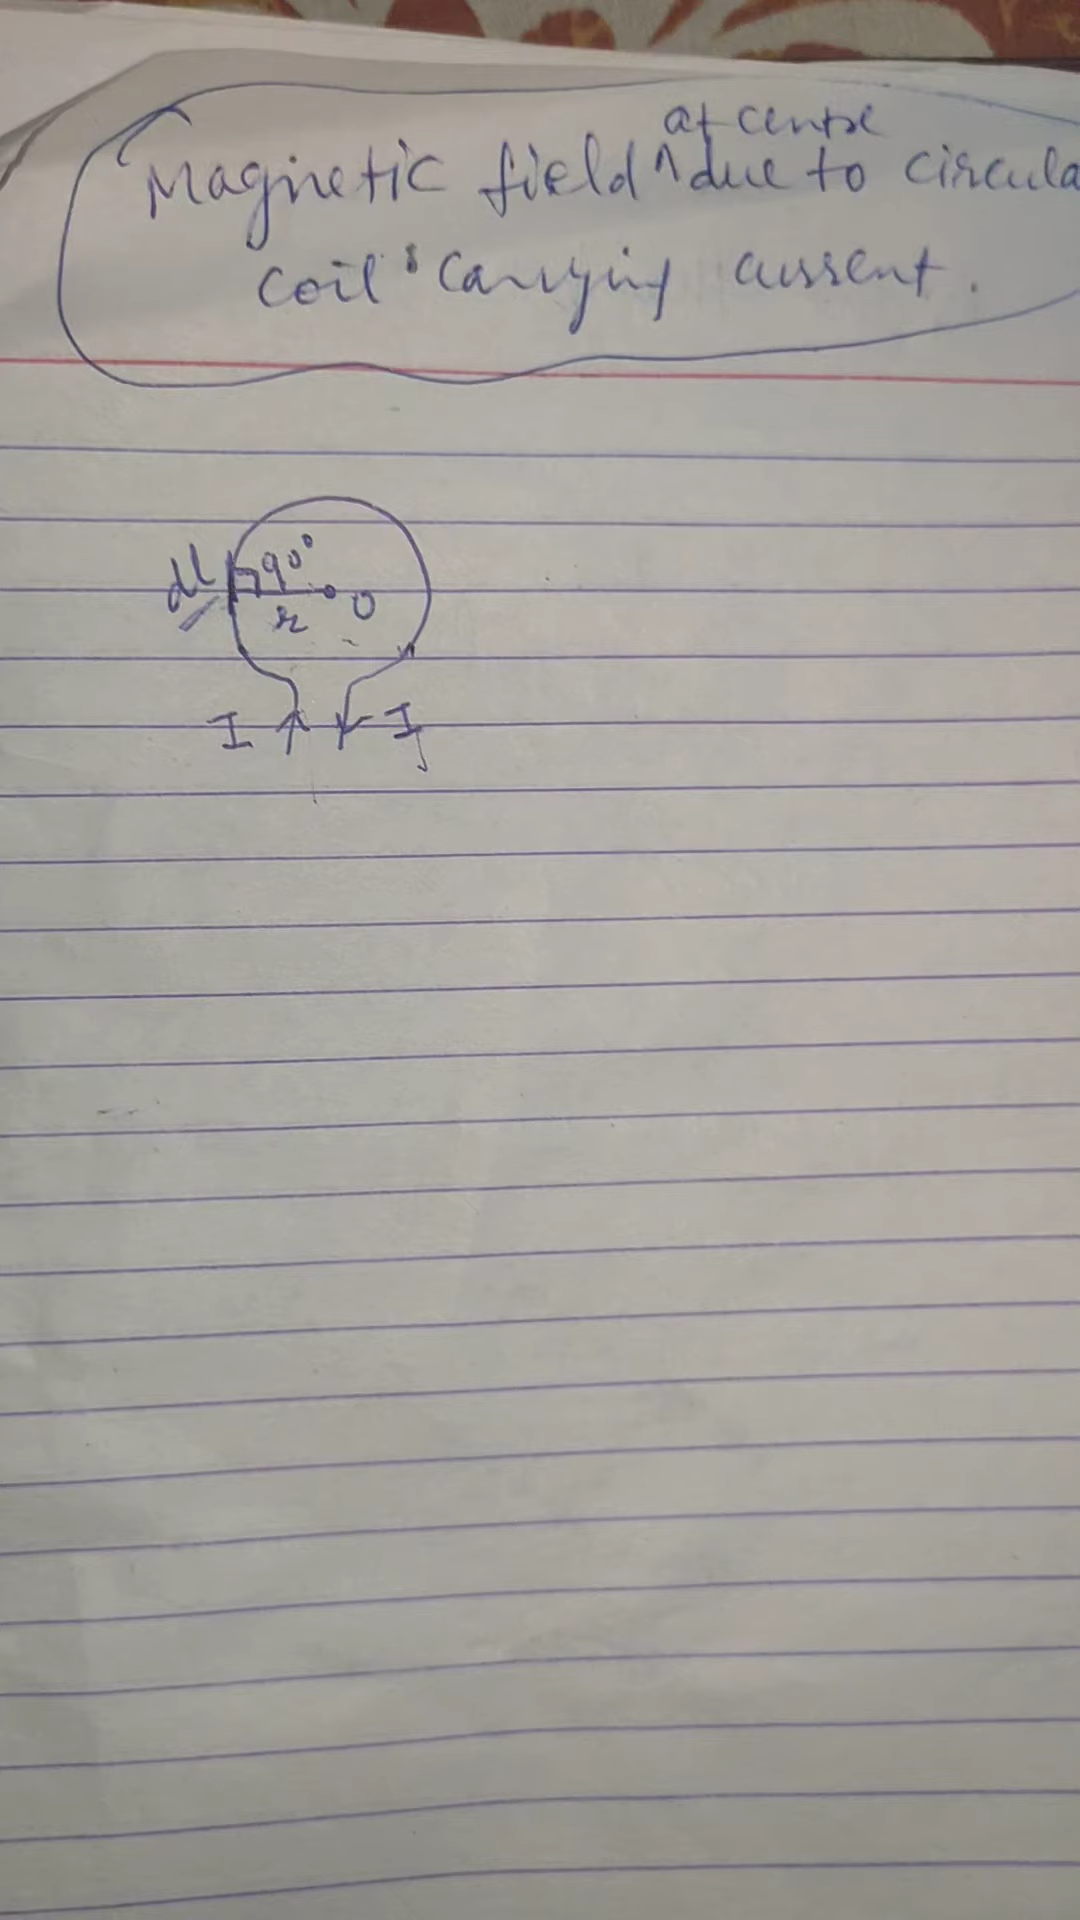 at centre
Magnetic field ^ due to circula
coil carrying current.
dl 90°
r O
I I